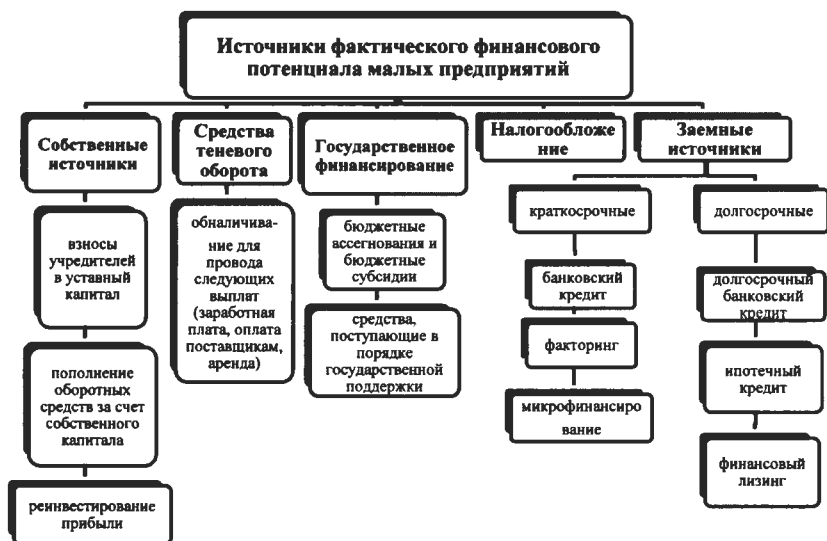 Источники фактического финансового
потенцнала малых предприятий
Собственные
источники
Средства
теневого
оборота
Государственное
финансирование
Налогообложе
ние
Заемные
источники
взносы
учредителей
в уставный
капитал
пополнение
оборотных
средств за счет
собственного
капитала
реинвестирование
прибыли
обналичива-
ние для
провода
следующих
выплат
(заработная
плата, оплата
поставщикам,
аренда)
бюджетные
ассегнования и
бюджетные
субсидии
средства,
поступающие в
порядке
государственной
поддержки
краткосрочные
банковский
кредит
факторинг
микрофинансиро
вание
долгосрочные
долгосрочный
банковский
кредит
ипотечный
кредит
финансовый
лизинг